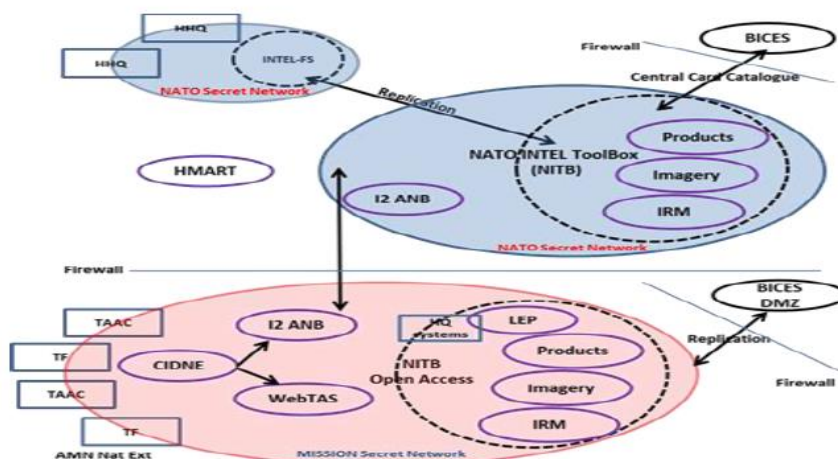 HHQ
HHQ
INTEL-FS
NATO Secret Network
Firewall
BICES
Central Card Catalogue
Replication
NATO INTEL ToolBox
(NITB)
Products
Imagery
IRM
HMART
I2 ANB
NATO Secret Network
Firewall
BICES
DMZ
TAAC
TF
TAAC
TF
AMN Nat Ext
CIDNE
I2 ANB
WebTAS
HQ
systems
LEP
NITB
Open Access
Products
Imagery
IRM
Replication
Firewall
MISSION Secret Network